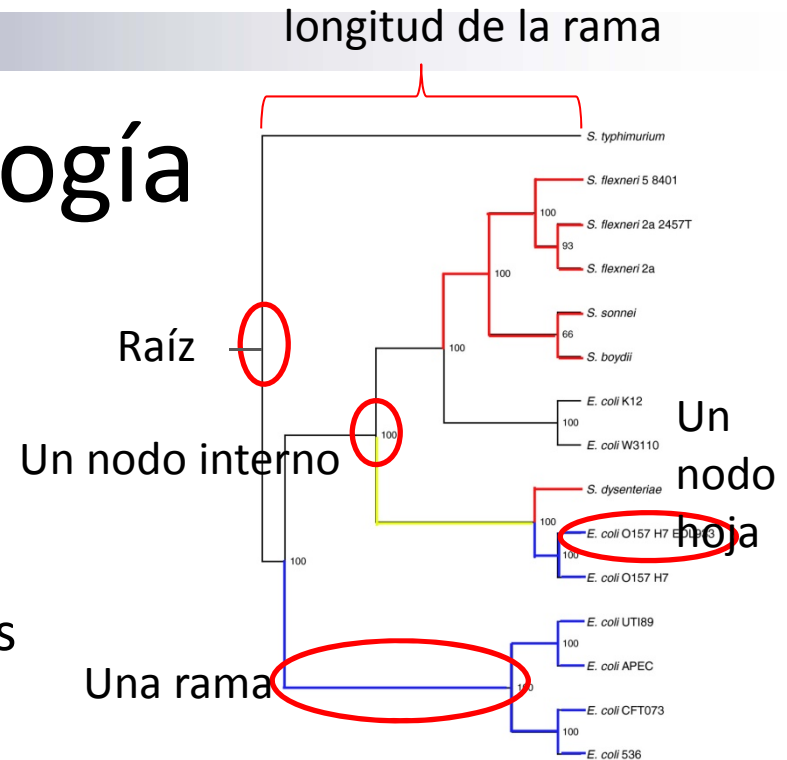 longitud de la rama
ogía
S. typhimurium
S. flexneri 5 8401
100
S. flexneri 2a 2457T
93
S. flexneri 2a
100
S. sonnei
66
S. boydii
Raíz
100
E. coli K12
100
E. coli W3110
Un
nodo
hoja
100
Un nodo interno
S. dysenteriae
100
E. coli O157 H7 EDL933
100
E. coli O157 H7
100
E. coli UTI89
100
E. coli APEC
s
Una rama
100
E. coli CFT073
100
E. coli 536